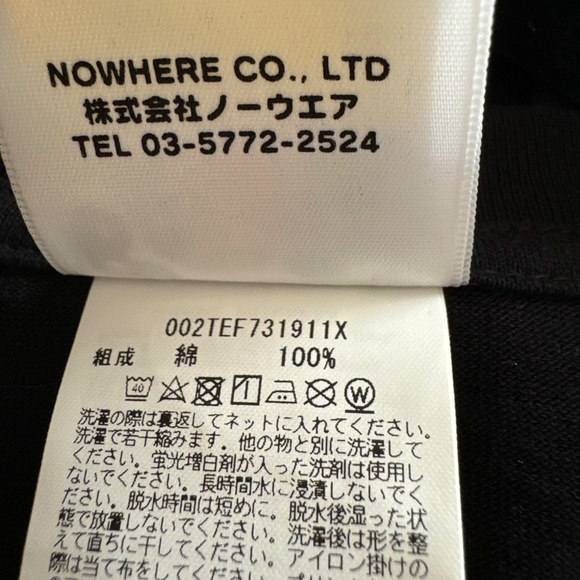 NOWHERE CO., LTD
株式会社ノーウエア
TEL 03-5772-2524
002TEF731911X
組成 綿 100%
40 W
洗濯の際は裏返してネットに入れてください。
洗濯で若干縮みます。他の物と別に洗濯して
ください。蛍光増白剤が入った洗剤は使用し
ないでください。長時間水に浸漬しないでく
ださい。脱水時間は短めに。脱水後湿った状
態で放置しないでください。洗濯後は形を整
えて直ちに干してください。アイロン掛けの
際は当て布をしてください。